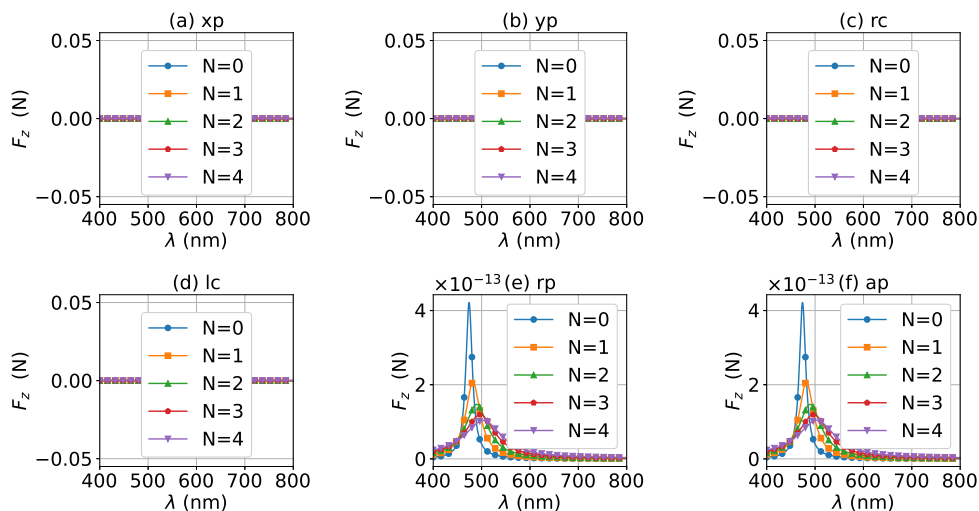 (a) xp
0.05
0.00
−0.05
F_z (N)
N=0
N=1
N=2
N=3
N=4
400 500 600 700 800
λ (nm)
(b) yp
0.05
0.00
−0.05
F_z (N)
N=0
N=1
N=2
N=3
N=4
400 500 600 700 800
λ (nm)
(c) rc
0.05
0.00
−0.05
F_z (N)
N=0
N=1
N=2
N=3
N=4
400 500 600 700 800
λ (nm)
(d) lc
0.05
0.00
−0.05
F_z (N)
N=0
N=1
N=2
N=3
N=4
400 500 600 700 800
λ (nm)
×10⁻¹³ (e) rp
4
2
0
F_z (N)
N=0
N=1
N=2
N=3
N=4
400 500 600 700 800
λ (nm)
×10⁻¹³ (f) ap
4
2
0
F_z (N)
N=0
N=1
N=2
N=3
N=4
400 500 600 700 800
λ (nm)